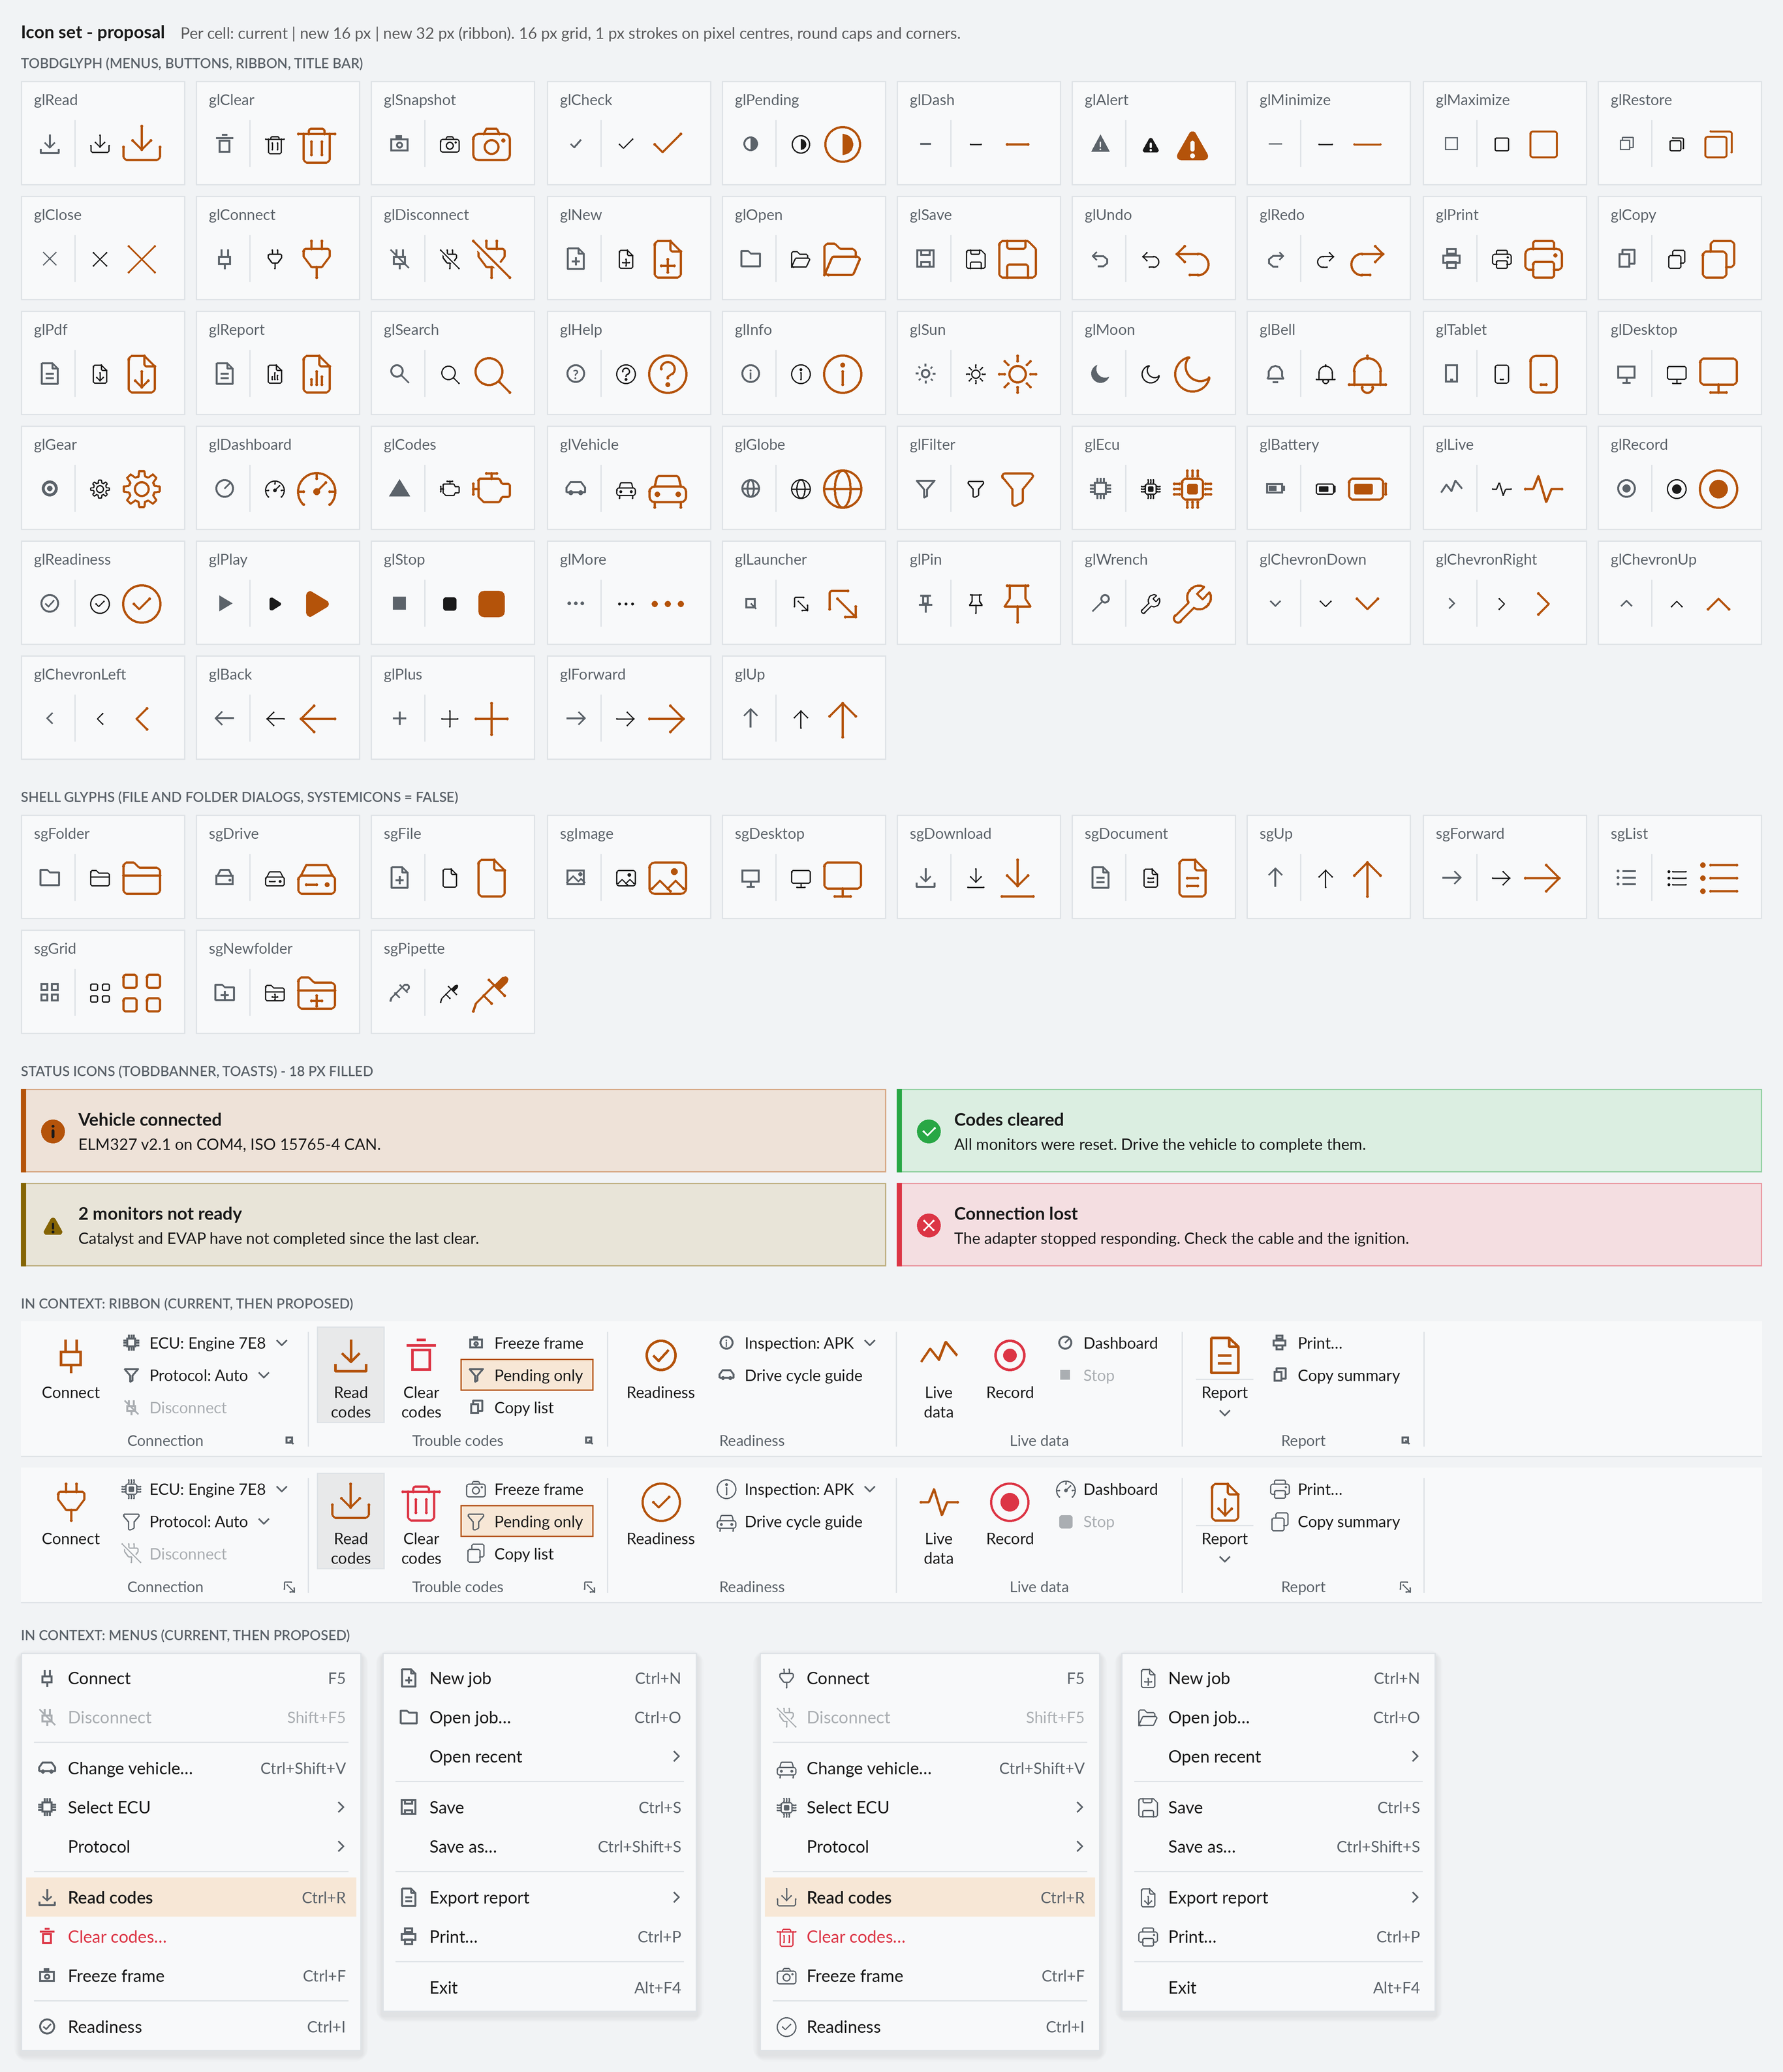 Icon set - proposal Per cell: current | new 16 px | new 32 px (ribbon). 16 px grid, 1 px strokes on pixel centres, round caps and corners.
TOBDGLYPH (MENUS, BUTTONS, RIBBON, TITLE BAR)
glRead glClear glSnapshot glCheck glPending glDash glAlert glMinimize glMaximize glRestore
glClose glConnect glDisconnect glNew glOpen glSave glUndo glRedo glPrint glCopy
glPdf glReport glSearch glHelp glInfo glSun glMoon glBell glTablet glDesktop
glGear glDashboard glCodes glVehicle glGlobe glFilter glEcu glBattery glLive glRecord
glReadiness glPlay glStop glMore glLauncher glPin glWrench glChevronDown glChevronRight glChevronUp
glChevronLeft glBack glPlus glForward glUp
SHELL GLYPHS (FILE AND FOLDER DIALOGS, SYSTEMICONS = FALSE)
sgFolder sgDrive sgFile sgImage sgDesktop sgDownload sgDocument sgUp sgForward sgList
sgGrid sgNewfolder sgPipette
STATUS ICONS (TOBDBANNER, TOASTS) - 18 PX FILLED
Vehicle connected
ELM327 v2.1 on COM4, ISO 15765-4 CAN.
Codes cleared
All monitors were reset. Drive the vehicle to complete them.
2 monitors not ready
Catalyst and EVAP have not completed since the last clear.
Connection lost
The adapter stopped responding. Check the cable and the ignition.
IN CONTEXT: RIBBON (CURRENT, THEN PROPOSED)
Connect
ECU: Engine 7E8
Protocol: Auto
Disconnect
Connection
Read
codes
Clear
codes
Freeze frame
Pending only
Copy list
Trouble codes
Readiness
Inspection: APK
Drive cycle guide
Readiness
Live
data
Record
Dashboard
Stop
Live data
Report
Print...
Copy summary
Report
Connect
ECU: Engine 7E8
Protocol: Auto
Disconnect
Connection
Read
codes
Clear
codes
Freeze frame
Pending only
Copy list
Trouble codes
Readiness
Inspection: APK
Drive cycle guide
Readiness
Live
data
Record
Dashboard
Stop
Live data
Report
Print...
Copy summary
Report
IN CONTEXT: MENUS (CURRENT, THEN PROPOSED)
Connect F5
Disconnect Shift+F5
Change vehicle... Ctrl+Shift+V
Select ECU
Protocol
Read codes Ctrl+R
Clear codes...
Freeze frame Ctrl+F
Readiness Ctrl+I
New job Ctrl+N
Open job... Ctrl+O
Open recent
Save Ctrl+S
Save as... Ctrl+Shift+S
Export report
Print... Ctrl+P
Exit Alt+F4
Connect F5
Disconnect Shift+F5
Change vehicle... Ctrl+Shift+V
Select ECU
Protocol
Read codes Ctrl+R
Clear codes...
Freeze frame Ctrl+F
Readiness Ctrl+I
New job Ctrl+N
Open job... Ctrl+O
Open recent
Save Ctrl+S
Save as... Ctrl+Shift+S
Export report
Print... Ctrl+P
Exit Alt+F4